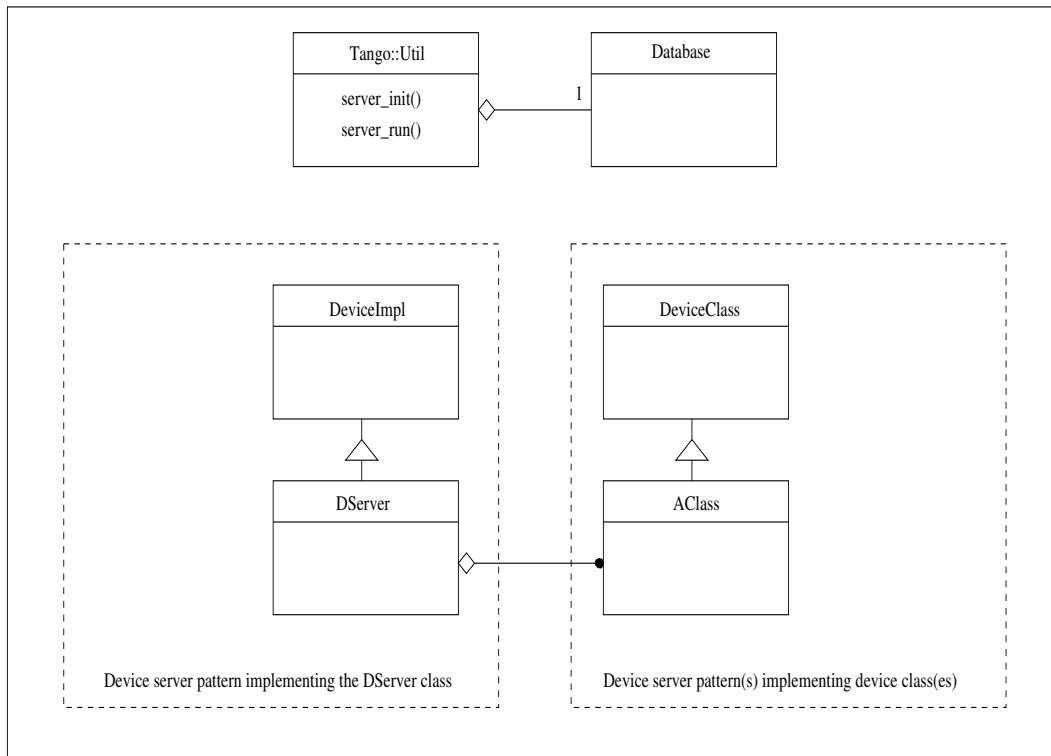 Tango::Util
server_init()
server_run()
1
Database
DeviceImpl
DServer
Device server pattern implementing the DServer class
DeviceClass
AClass
Device server pattern(s) implementing device class(es)